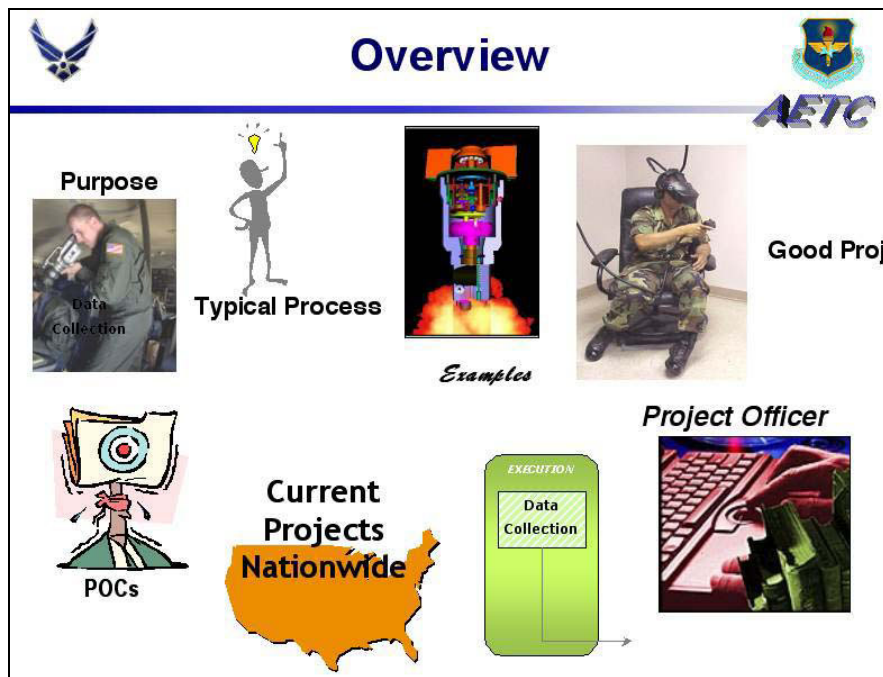 Overview
AETC
Purpose
Data
Collection
Typical Process
Examples
Good Proj
Project Officer
POCs
Current
Projects
Nationwide
EXECUTION
Data
Collection